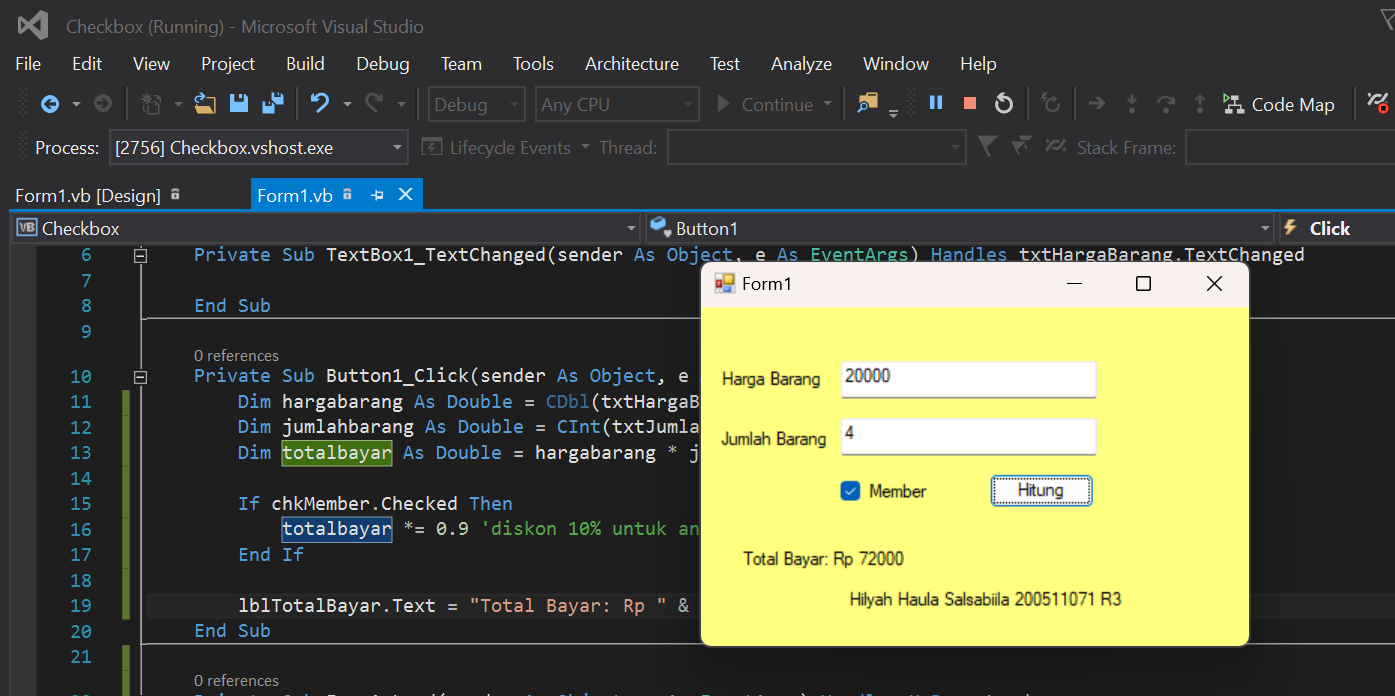 Checkbox (Running) - Microsoft Visual Studio
File Edit View Project Build Debug Team Tools Architecture Test Analyze Window Help
Debug Any CPU Continue Code Map
Process: [2756] Checkbox.vshost.exe Lifecycle Events Thread: Stack Frame:
Form1.vb [Design] Form1.vb
VB Checkbox Button1 Click
6 Private Sub TextBox1_TextChanged(sender As Object, e As EventArgs) Handles txtHargaBarang.TextChanged
7
8 End Sub
9
0 references
10 Private Sub Button1_Click(sender As Object, e
11 Dim hargabarang As Double = CDbl(txtHargaB
12 Dim jumlahbarang As Double = CInt(txtJumla
13 Dim totalbayar As Double = hargabarang * j
14
15 If chkMember.Checked Then
16 totalbayar *= 0.9 'diskon 10% untuk an
17 End If
18
19 lblTotalBayar.Text = "Total Bayar: Rp " &
20 End Sub
21
0 references
Form1
Harga Barang 20000
Jumlah Barang 4
Member Hitung
Total Bayar: Rp 72000
Hilyah Haula Salsabiila 200511071 R3